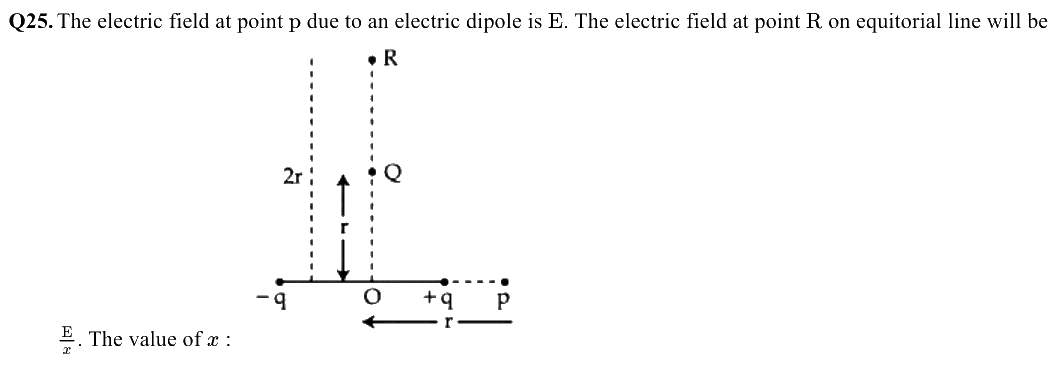 Q25. The electric field at point p due to an electric dipole is E. The electric field at point R on equitorial line will be
R
2r
Q
r
-q
O
+q
p
r
E/x. The value of x :